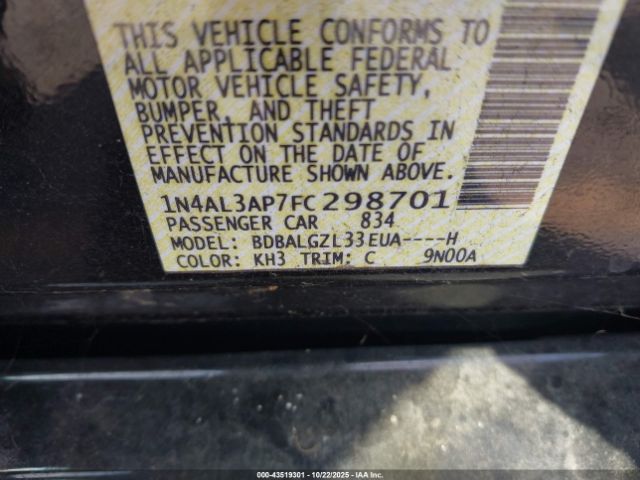 THIS VEHICLE CONFORMS TO
ALL APPLICABLE FEDERAL
MOTOR VEHICLE SAFETY,
BUMPER, AND THEFT
PREVENTION STANDARDS IN
EFFECT ON THE DATE OF
MANUFACTURE SHOWN ABOVE.
1N4AL3AP7FC298701
PASSENGER CAR 834
MODEL: BDBALGZL33EUA----H
COLOR: KH3 TRIM: C 9N00A
000-43519301 - 10/22/2025 - IAA Inc.